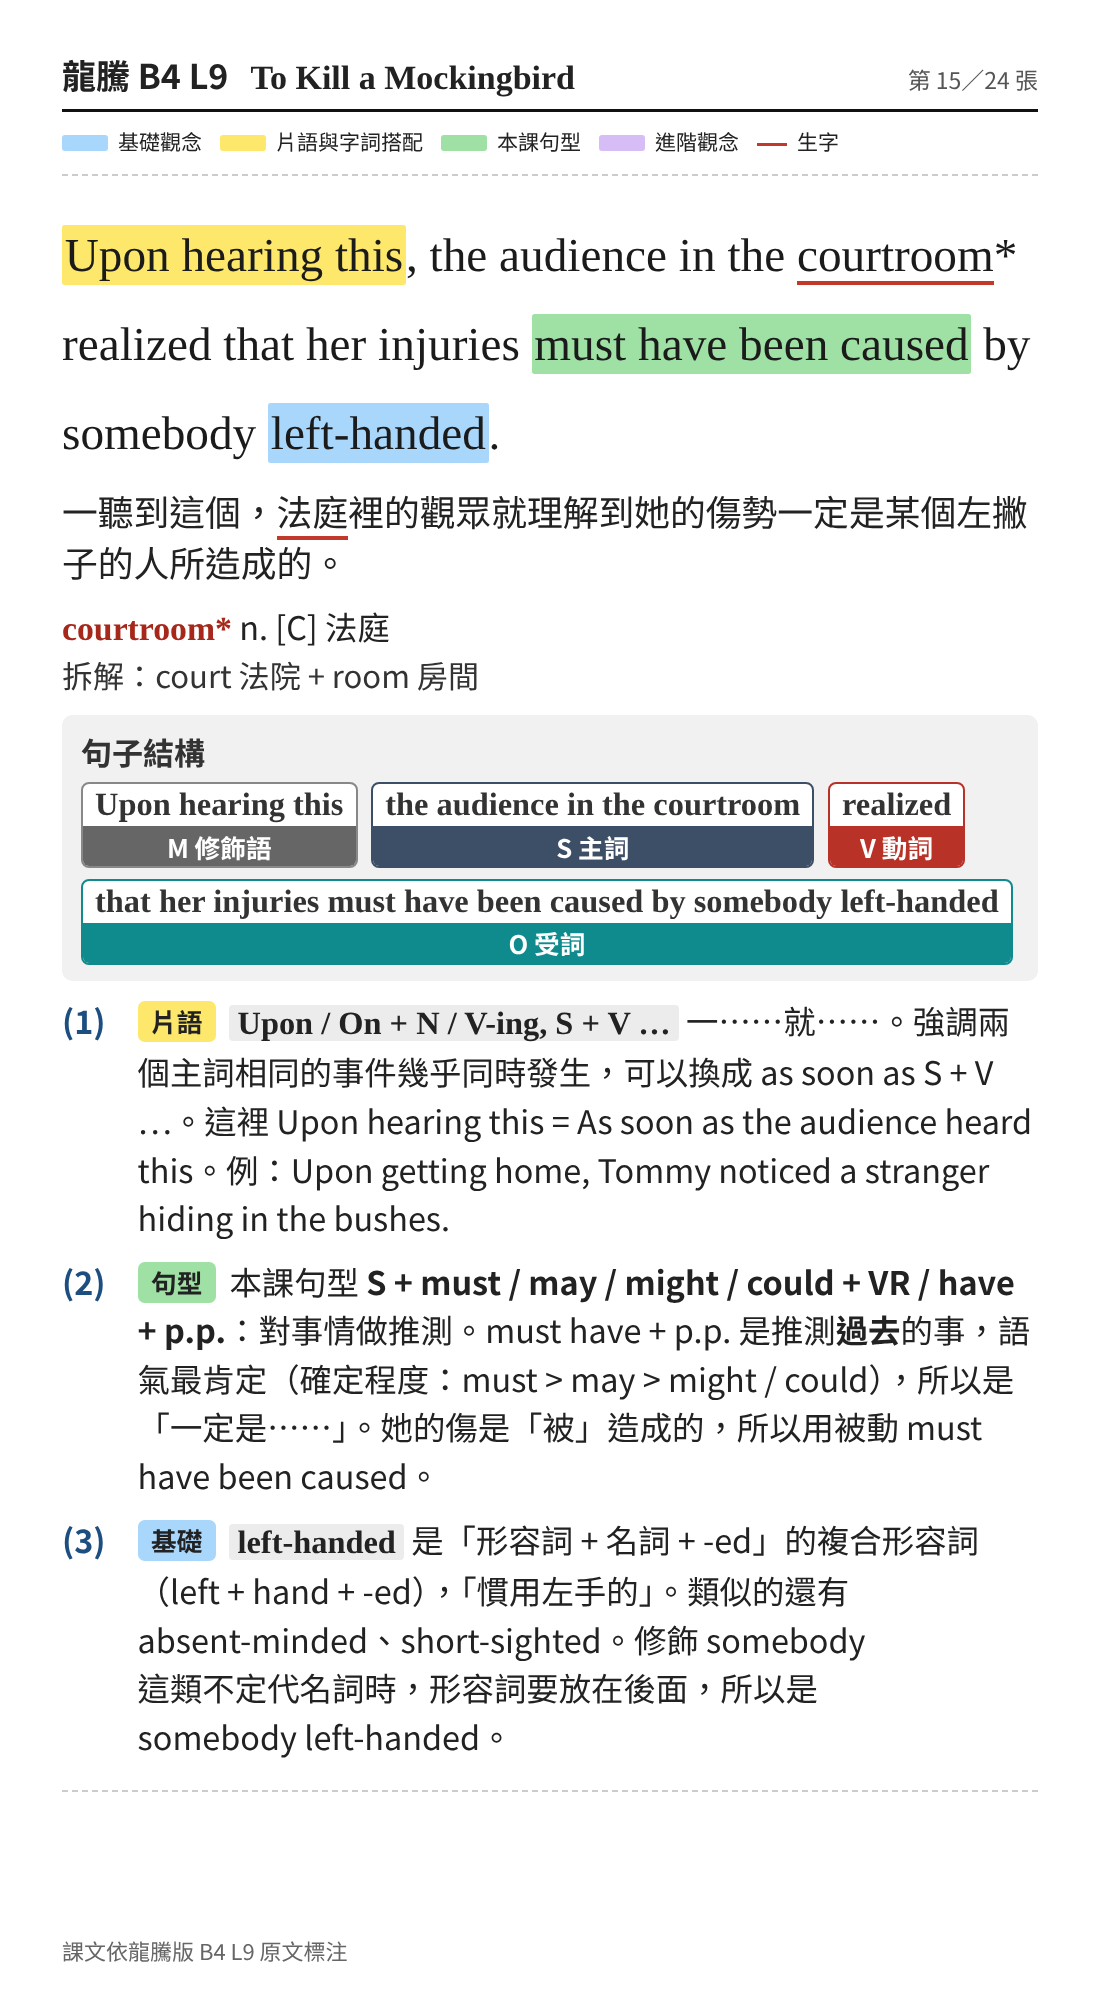 龍騰 B4 L9 To Kill a Mockingbird 第 15／24 張
基礎觀念 片語與字詞搭配 本課句型 進階觀念 生字
Upon hearing this, the audience in the courtroom*
realized that her injuries must have been caused by
somebody left-handed.
一聽到這個，法庭裡的觀眾就理解到她的傷勢一定是某個左撇
子的人所造成的。
courtroom* n. [C] 法庭
拆解：court 法院 + room 房間
句子結構
Upon hearing this the audience in the courtroom realized
M 修飾語 S 主詞 V 動詞
that her injuries must have been caused by somebody left-handed
O 受詞
(1) 片語 Upon / On + N / V-ing, S + V … 一⋯⋯就⋯⋯。強調兩
個主詞相同的事件幾乎同時發生，可以換成 as soon as S + V
…。這裡 Upon hearing this = As soon as the audience heard
this。例：Upon getting home, Tommy noticed a stranger
hiding in the bushes.
(2) 句型 本課句型 S + must / may / might / could + VR / have
+ p.p.：對事情做推測。must have + p.p. 是推測過去的事，語
氣最肯定（確定程度：must > may > might / could），所以是
「一定是⋯⋯」。她的傷是「被」造成的，所以用被動 must
have been caused。
(3) 基礎 left-handed 是「形容詞 + 名詞 + -ed」的複合形容詞
（left + hand + -ed），「慣用左手的」。類似的還有
absent-minded、short-sighted。修飾 somebody
這類不定代名詞時，形容詞要放在後面，所以是
somebody left-handed。
課文依龍騰版 B4 L9 原文標注